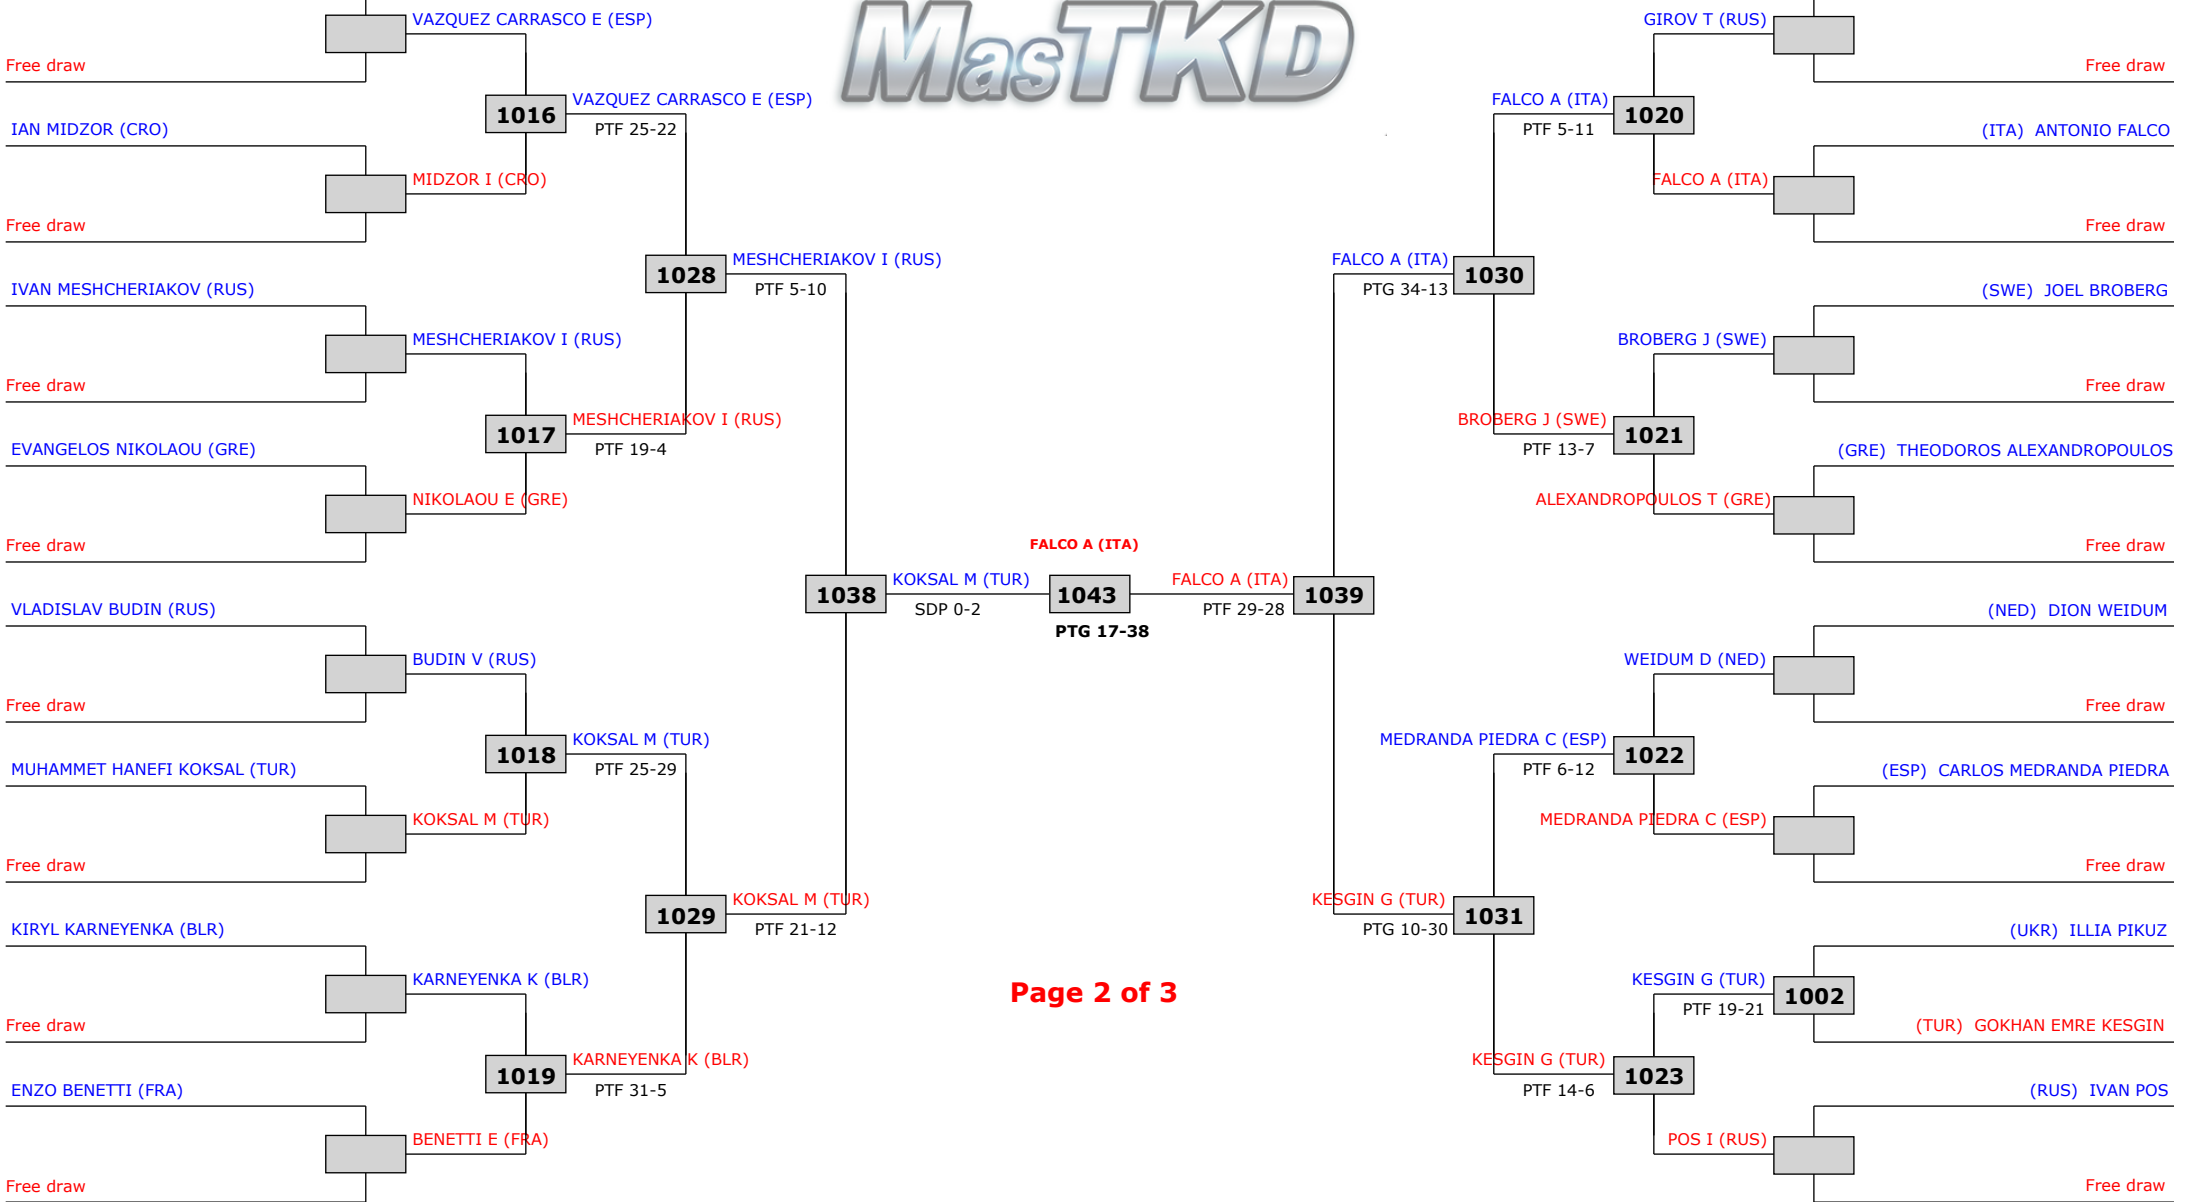 MasTKD
VAZQUEZ CARRASCO E (ESP)
Free draw
1016
VAZQUEZ CARRASCO E (ESP)
PTF 25-22
IAN MIDZOR (CRO)
MIDZOR I (CRO)
Free draw
1028
MESHCHERIAKOV I (RUS)
PTF 5-10
IVAN MESHCHERIAKOV (RUS)
MESHCHERIAKOV I (RUS)
Free draw
1017
MESHCHERIAKOV I (RUS)
PTF 19-4
EVANGELOS NIKOLAOU (GRE)
NIKOLAOU E (GRE)
Free draw
1038
KOKSAL M (TUR)
SDP 0-2
VLADISLAV BUDIN (RUS)
BUDIN V (RUS)
Free draw
1018
KOKSAL M (TUR)
PTF 25-29
MUHAMMET HANEFI KOKSAL (TUR)
KOKSAL M (TUR)
Free draw
1029
KOKSAL M (TUR)
PTF 21-12
KIRYL KARNEYENKA (BLR)
KARNEYENKA K (BLR)
Free draw
1019
KARNEYENKA K (BLR)
PTF 31-5
ENZO BENETTI (FRA)
BENETTI E (FRA)
Free draw
FALCO A (ITA)
1043
PTG 17-38
Page 2 of 3
GIROV T (RUS)
Free draw
FALCO A (ITA)
1020
PTF 5-11
(ITA) ANTONIO FALCO
FALCO A (ITA)
Free draw
FALCO A (ITA)
1030
PTG 34-13
(SWE) JOEL BROBERG
BROBERG J (SWE)
Free draw
BROBERG J (SWE)
1021
PTF 13-7
(GRE) THEODOROS ALEXANDROPOULOS
ALEXANDROPOULOS T (GRE)
Free draw
FALCO A (ITA)
1039
PTF 29-28
(NED) DION WEIDUM
WEIDUM D (NED)
Free draw
MEDRANDA PIEDRA C (ESP)
1022
PTF 6-12
(ESP) CARLOS MEDRANDA PIEDRA
MEDRANDA PIEDRA C (ESP)
Free draw
KESGIN G (TUR)
1031
PTG 10-30
(UKR) ILLIA PIKUZ
KESGIN G (TUR)
1002
PTF 19-21
(TUR) GOKHAN EMRE KESGIN
KESGIN G (TUR)
1023
PTF 14-6
(RUS) IVAN POS
POS I (RUS)
Free draw